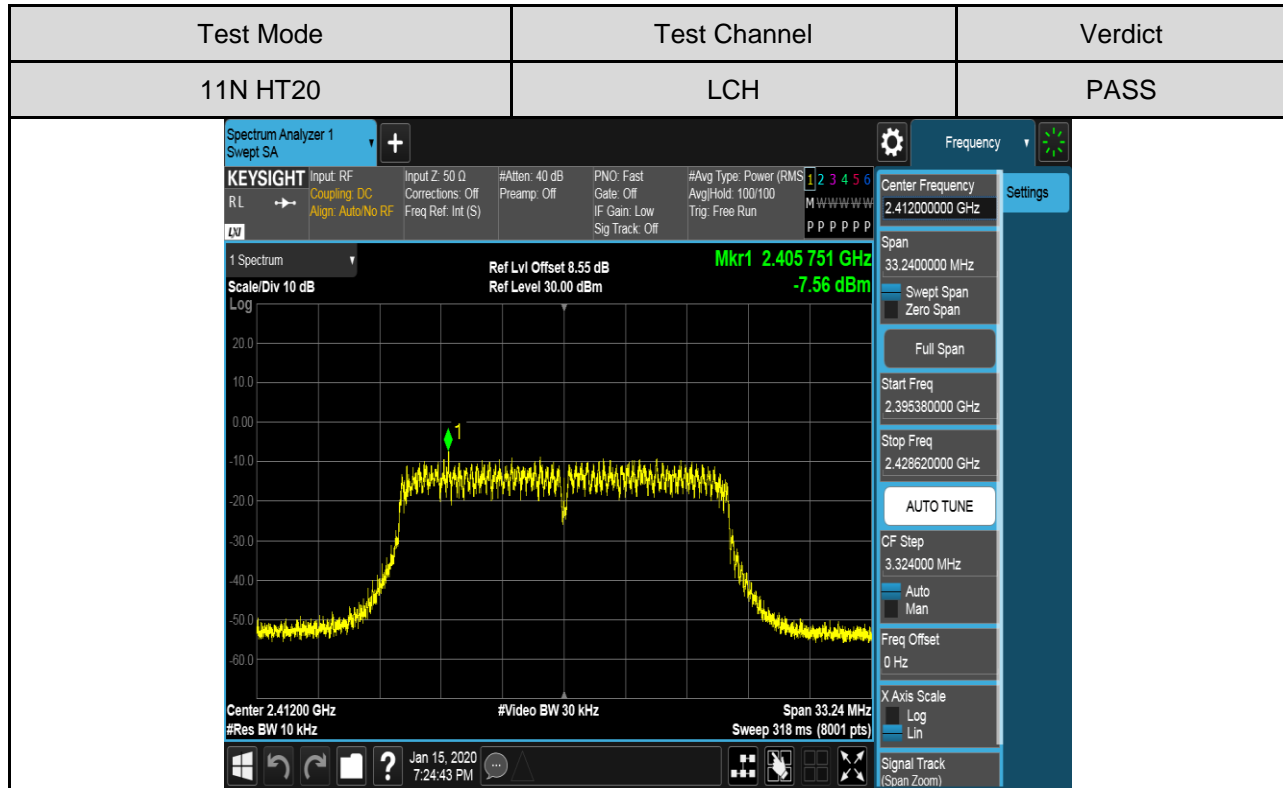 Test Mode
Test Channel
Verdict
11N HT20
LCH
PASS
Spectrum Analyzer 1
Swept SA
+
Frequency
KEYSIGHT
RL
LXI
Input: RF
Coupling: DC
Align: Auto/No RF
Input Z: 50 Ω
Corrections: Off
Freq Ref: Int (S)
#Atten: 40 dB
Preamp: Off
PNO: Fast
Gate: Off
IF Gain: Low
Sig Track: Off
#Avg Type: Power (RMS
Avg|Hold: 100/100
Trig: Free Run
1 2 3 4 5 6
M W W W W W
P P P P P P
1 Spectrum
Scale/Div 10 dB
Log
Ref Lvl Offset 8.55 dB
Ref Level 30.00 dBm
Mkr1 2.405 751 GHz
-7.56 dBm
20.0
10.0
0.00
-10.0
-20.0
-30.0
-40.0
-50.0
-60.0
1
Center 2.41200 GHz
#Res BW 10 kHz
#Video BW 30 kHz
Span 33.24 MHz
Sweep 318 ms (8001 pts)
?
Jan 15, 2020
7:24:43 PM
Center Frequency
2.412000000 GHz
Settings
Span
33.2400000 MHz
Swept Span
Zero Span
Full Span
Start Freq
2.395380000 GHz
Stop Freq
2.428620000 GHz
AUTO TUNE
CF Step
3.324000 MHz
Auto
Man
Freq Offset
0 Hz
X Axis Scale
Log
Lin
Signal Track
(Span Zoom)